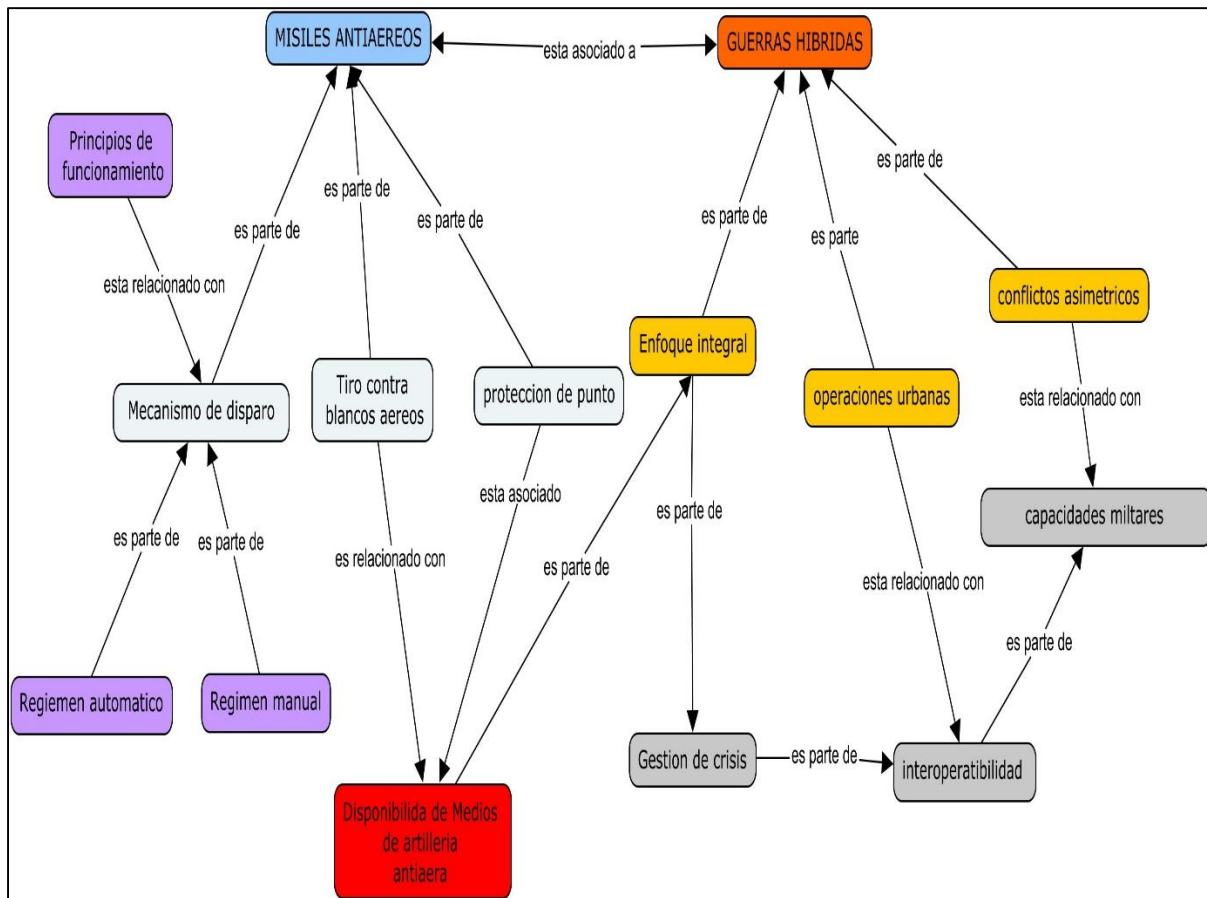 MISILES ANTIAEREOS
esta asociado a
GUERRAS HIBRIDAS
Principios de
funcionamiento
es parte de
es parte de
es parte de
es parte de
es parte de
es parte
esta relacionado con
conflictos asimetricos
Enfoque integral
Mecanismo de disparo
Tiro contra
blancos aereos
proteccion de punto
operaciones urbanas
esta relacionado con
esta asociado
es parte de
capacidades miltares
es parte de
es parte de
es relacionado con
es parte de
esta relacionado con
es parte de
Regiemen automatico
Regimen manual
Gestion de crisis
es parte de
interoperatibilidad
Disponibilida de Medios
de artilleria
antiaera